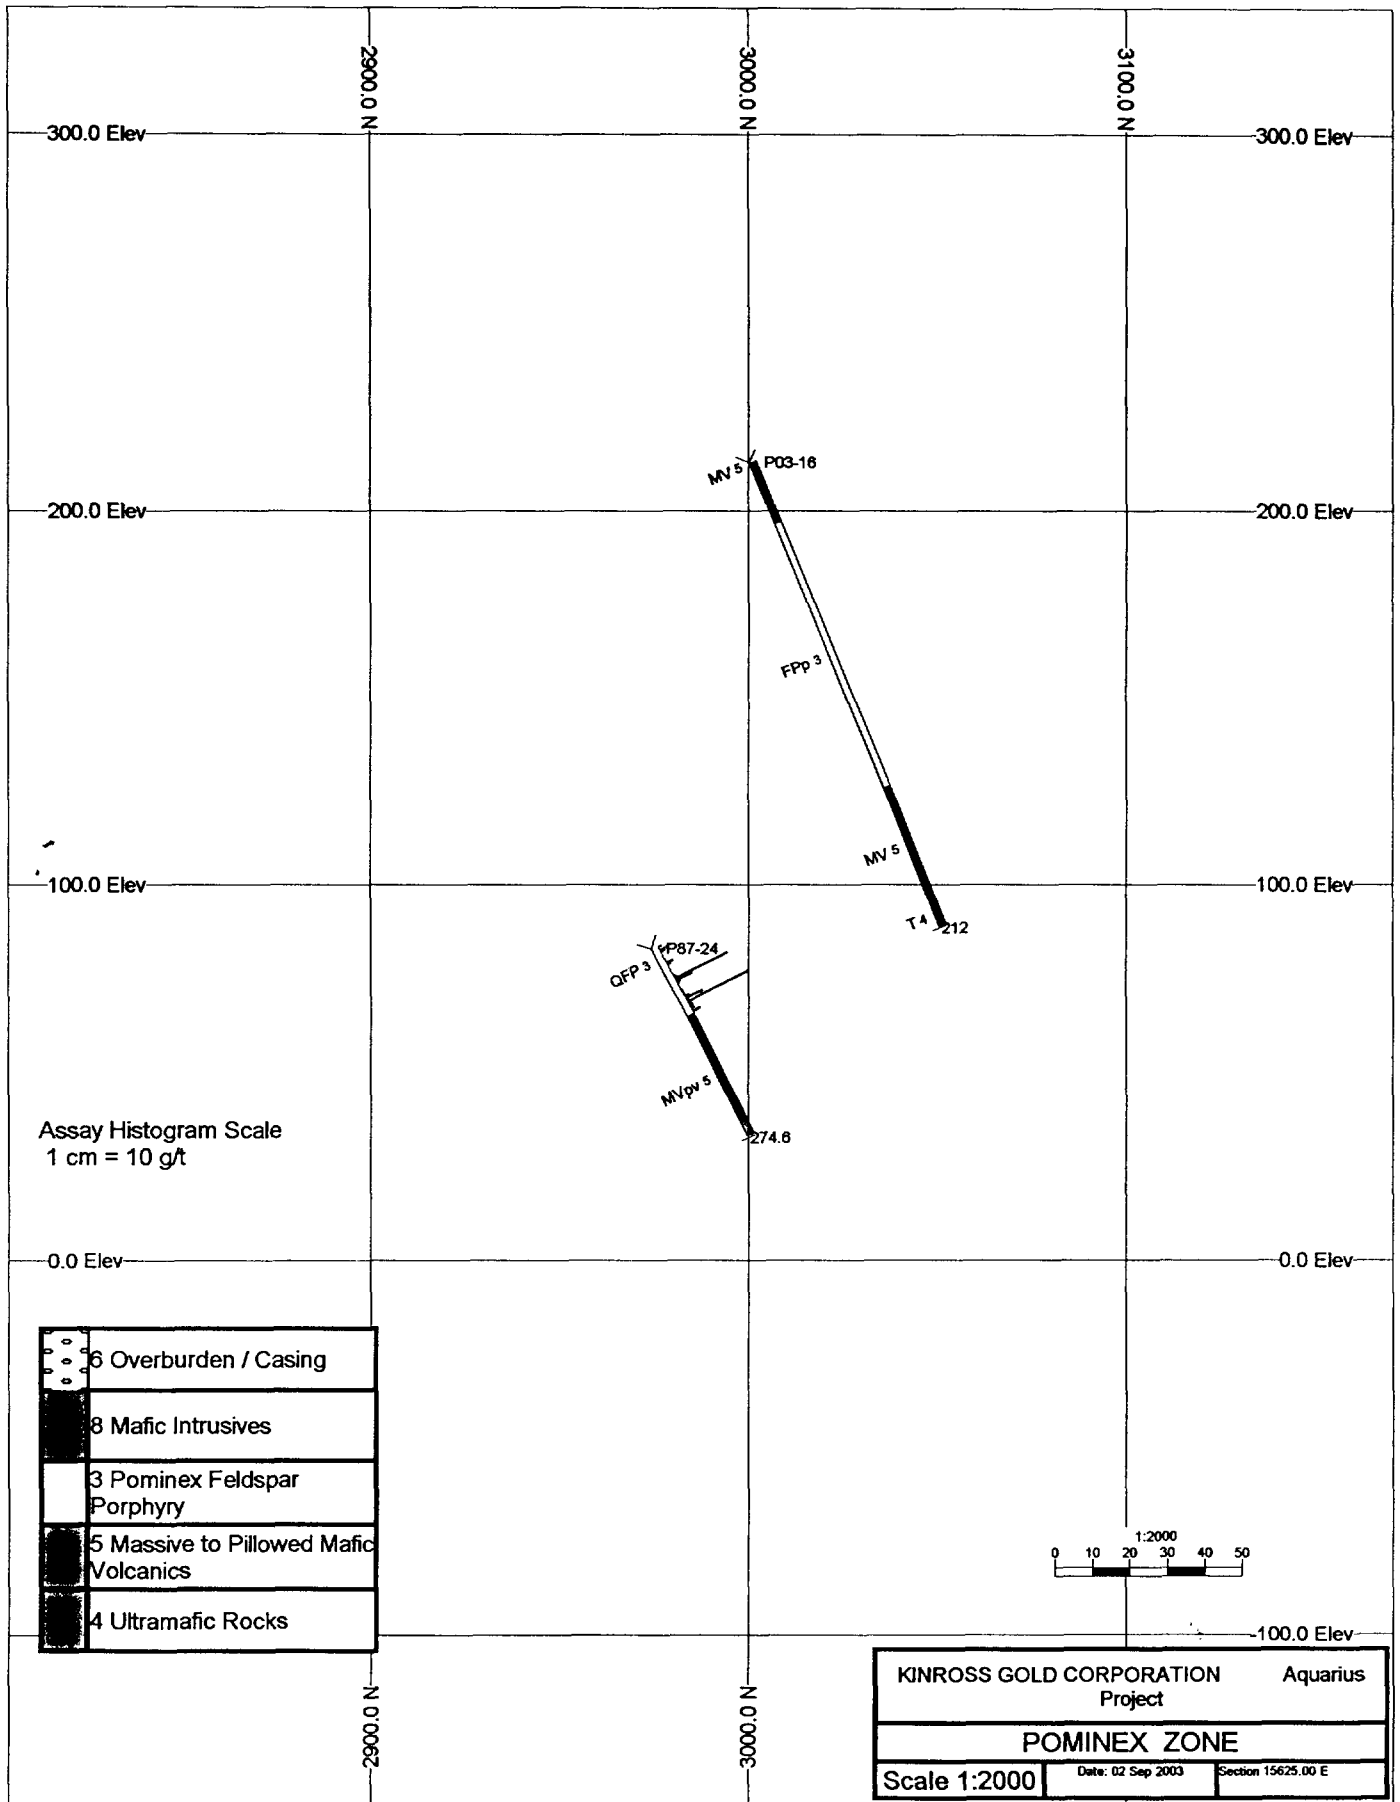 2900.0 N
3000.0 N
3100.0 N
300.0 Elev
300.0 Elev
MV 5
P03-16
200.0 Elev
200.0 Elev
FPp 3
MV 5
100.0 Elev
100.0 Elev
T 4
212
P87-24
QFP 3
MVpv 5
274.6
Assay Histogram Scale
1 cm = 10 g/t
0.0 Elev
0.0 Elev
6 Overburden / Casing
8 Mafic Intrusives
3 Pominex Feldspar
Porphyry
5 Massive to Pillowed Mafic
Volcanics
4 Ultramafic Rocks
1:2000
0 10 20 30 40 50
-100.0 Elev
2900.0 N
3000.0 N
KINROSS GOLD CORPORATION Aquarius
Project
POMINEX ZONE
Scale 1:2000
Date: 02 Sep 2003
Section 15625.00 E